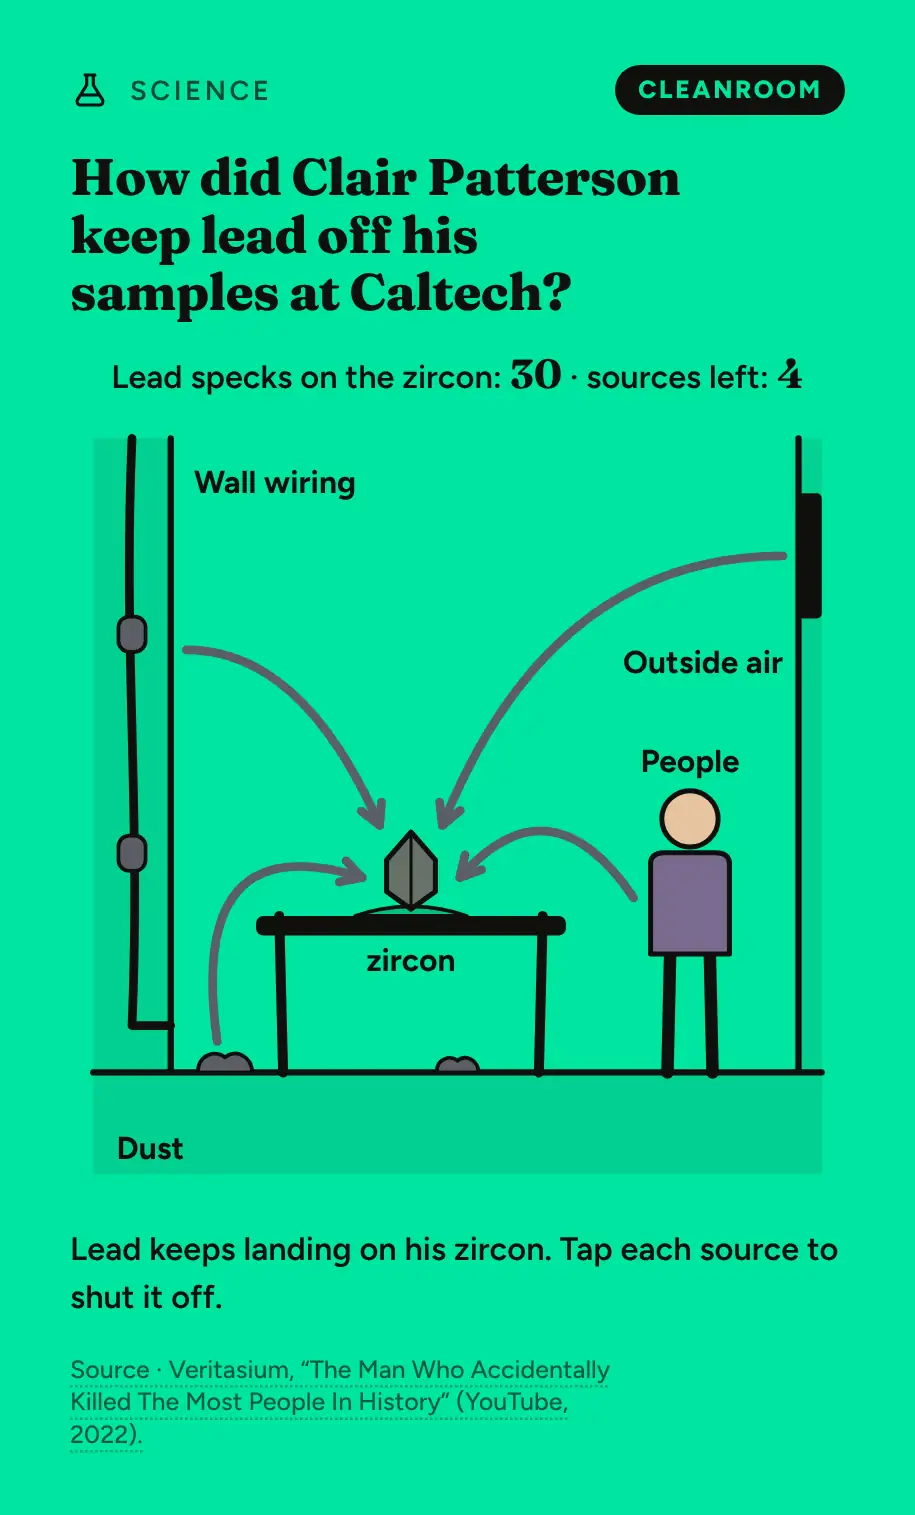 SCIENCE
CLEANROOM
How did Clair Patterson
keep lead off his
samples at Caltech?
Lead specks on the zircon: 30 · sources left: 4
Wall wiring
Outside air
People
zircon
Dust
Lead keeps landing on his zircon. Tap each source to
shut it off.
Source · Veritasium, “The Man Who Accidentally
Killed The Most People In History” (YouTube,
2022).